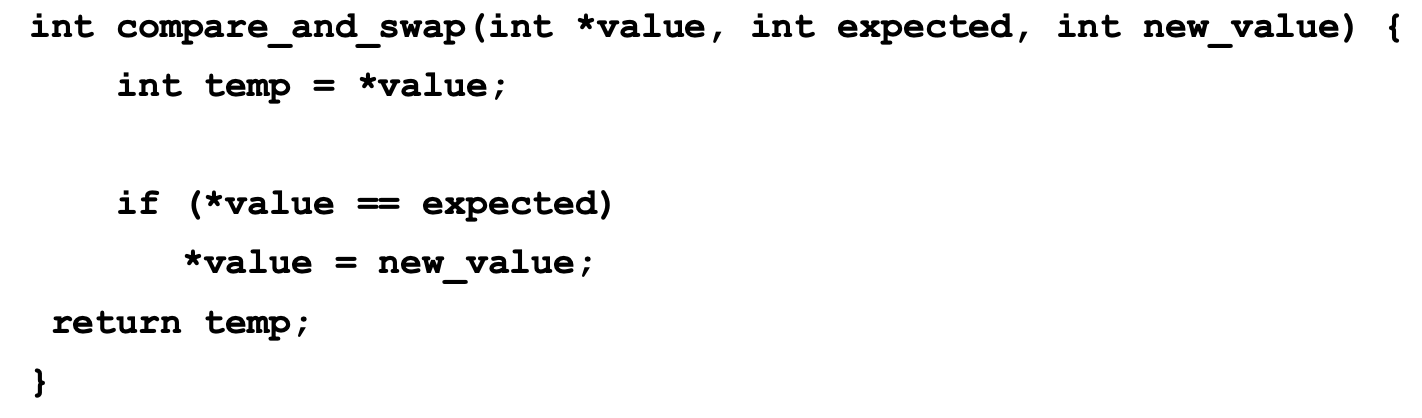 int compare_and_swap(int *value, int expected, int new_value) {
    int temp = *value;

    if (*value == expected)
       *value = new_value;
 return temp;
}